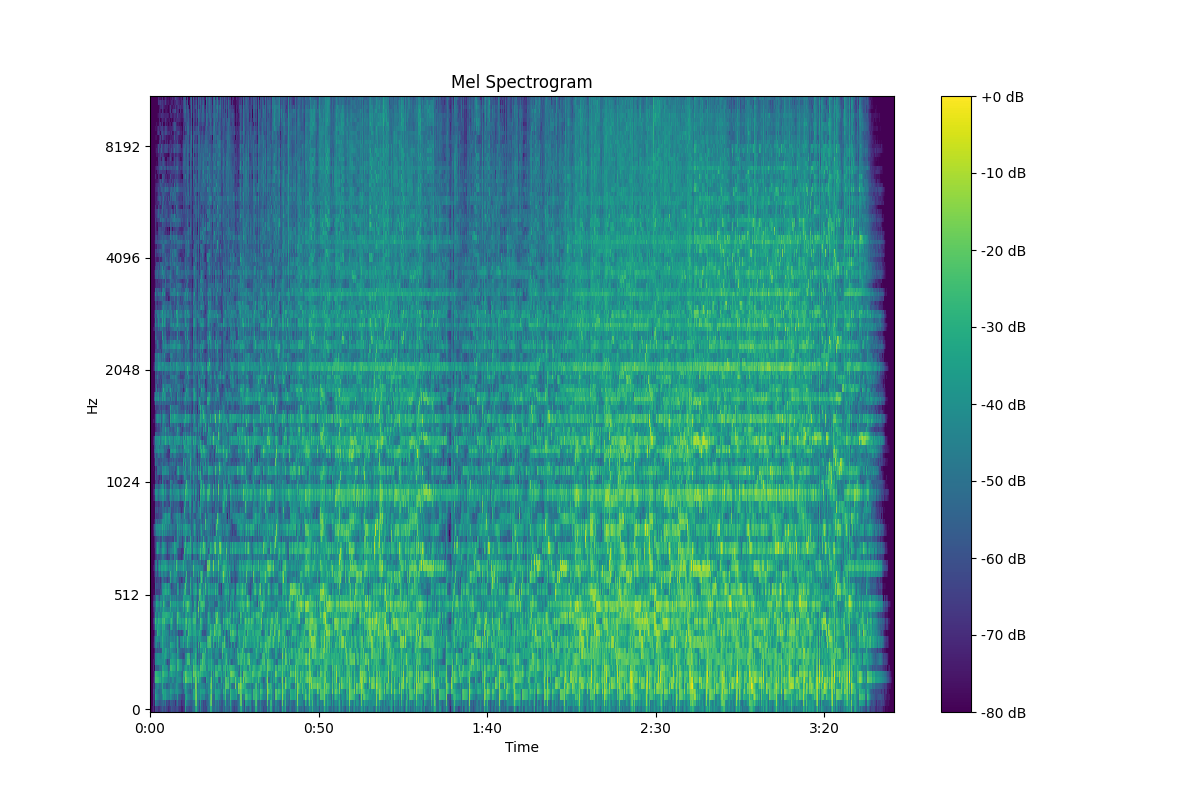 Mel Spectrogram
8192
4096
2048
1024
512
0
Hz
0:00
0:50
1:40
2:30
3:20
Time
+0 dB
-10 dB
-20 dB
-30 dB
-40 dB
-50 dB
-60 dB
-70 dB
-80 dB